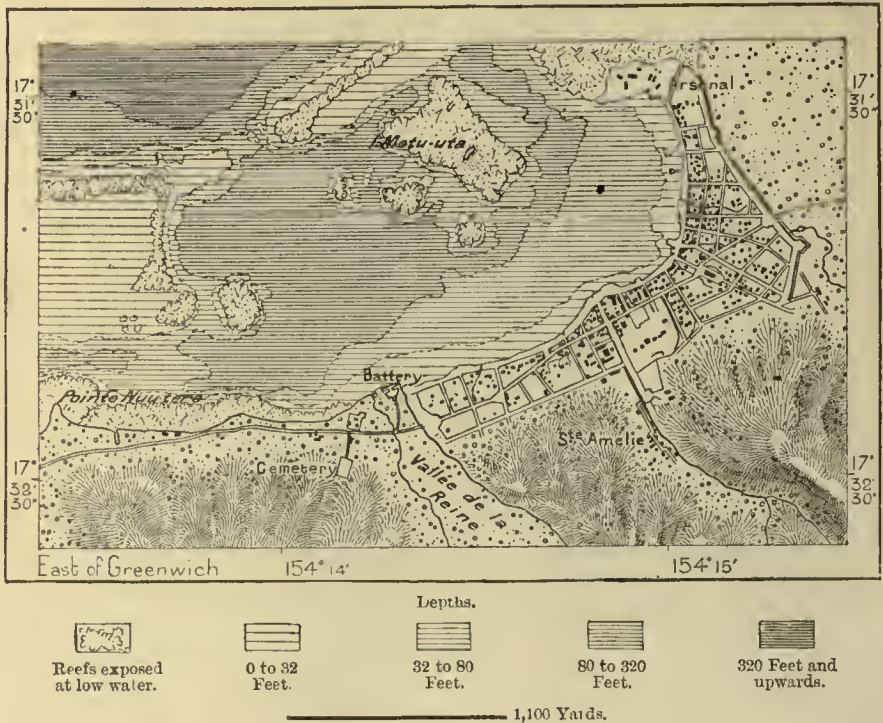 17°
31'
30"
17°
31'
30"
Arsenal
I Motu-uta
Battery
Pointe Nuutere
Ste Amelie
Cemetery
Vallée de la
Reine
17°
32'
30"
17°
32'
30"
East of Greenwich
154° 14'
154° 15'
Depths.
Reefs exposed
at low water.
0 to 32
Feet.
32 to 80
Feet.
80 to 320
Feet.
320 Feet and
upwards.
1,100 Yards.